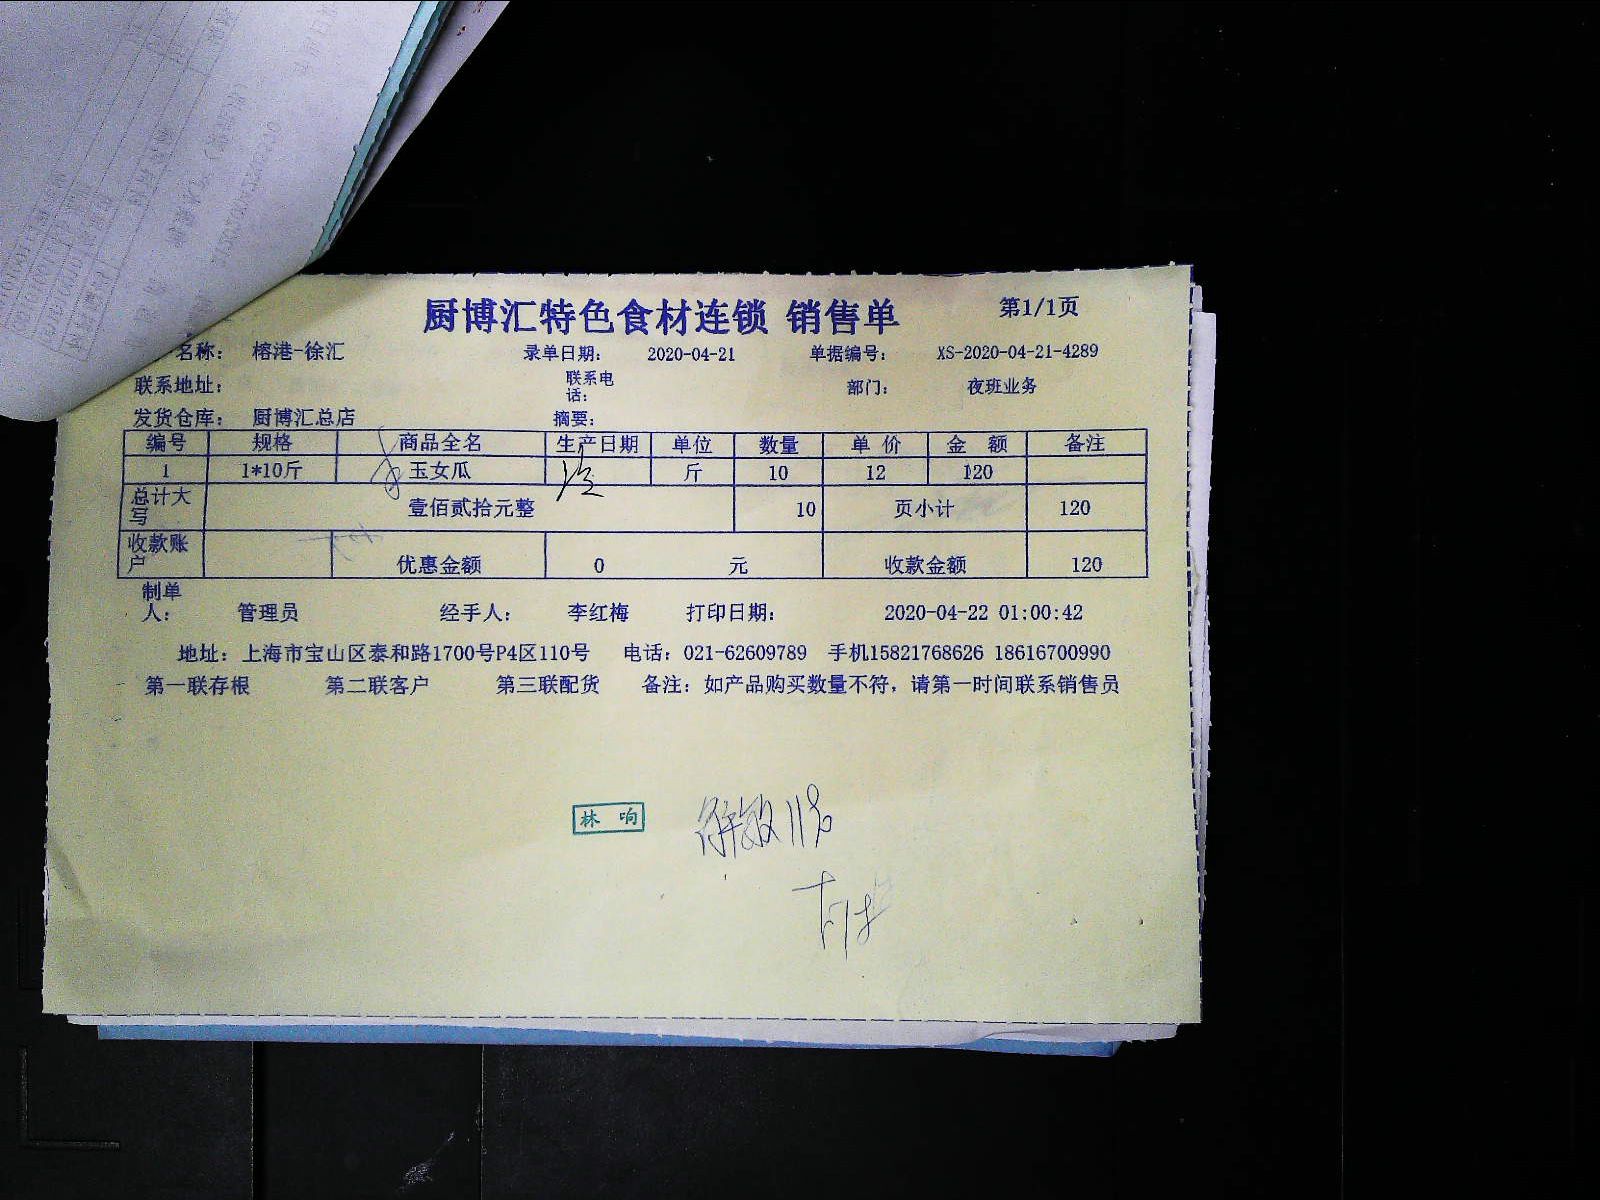 厨博汇特色食材连锁 销售单 第1/1页
名称： 榕港-徐汇 录单日期： 2020-04-21 单据编号： XS-2020-04-21-4289
联系地址： 联系电话： 部门： 夜班业务
发货仓库： 厨博汇总店 摘要：
编号 规格 商品全名 生产日期 单位 数量 单 价 金 额 备注
1 1*10斤 玉女瓜 斤 10 12 120
总计大写 壹佰贰拾元整 10 页小计 120
收款账户 优惠金额 0 元 收款金额 120
制单人： 管理员 经手人： 李红梅 打印日期： 2020-04-22 01:00:42
地址：上海市宝山区泰和路1700号P4区110号 电话：021-62609789 手机15821768626 18616700990
第一联存根 第二联客户 第三联配货 备注：如产品购买数量不符，请第一时间联系销售员
林 响